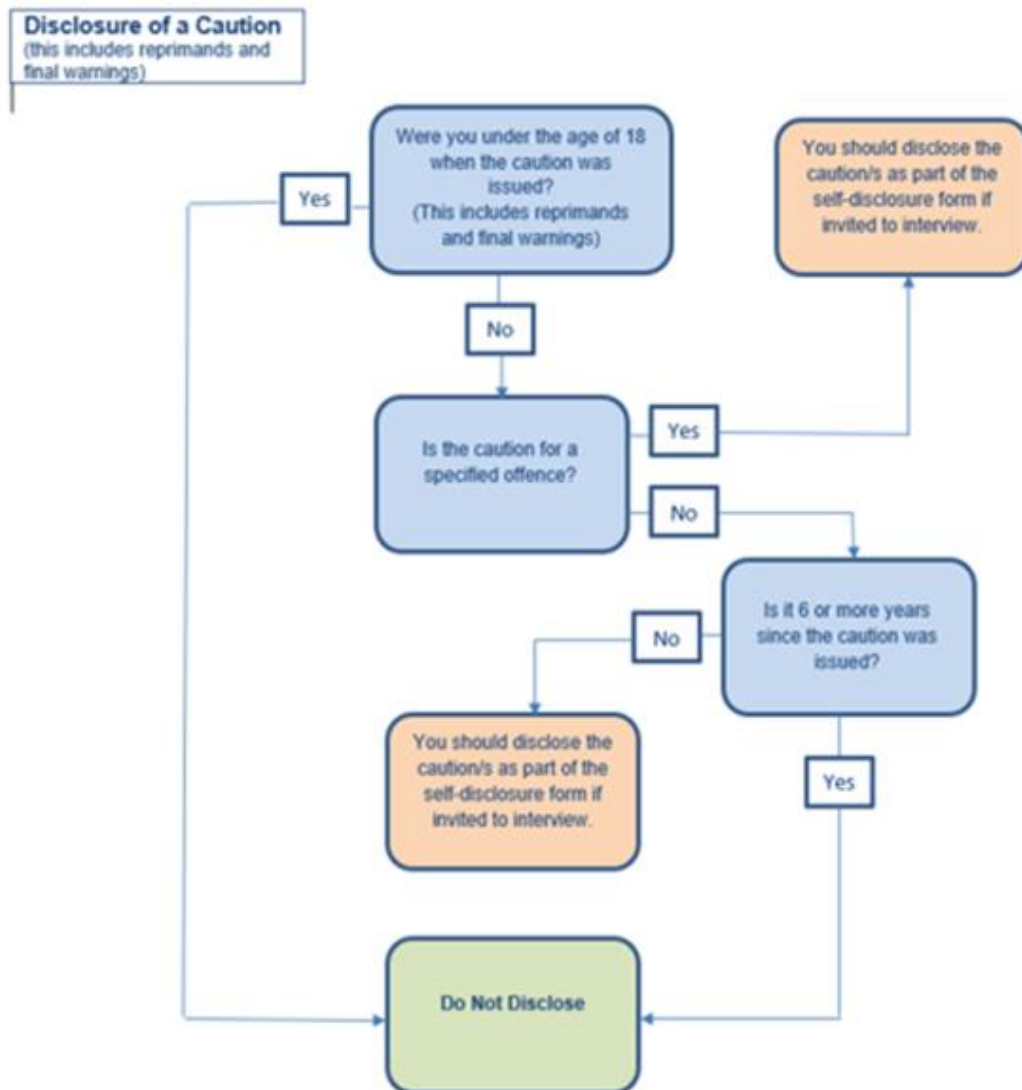 Disclosure of a Caution
(this includes reprimands and
final warnings)
Were you under the age of 18
when the caution was
issued?
(This includes reprimands
and final warnings)
You should disclose the
caution/s as part of the
self-disclosure form if
invited to interview.
Yes
No
Is the caution for a
specified offence?
Yes
No
Is it 6 or more years
since the caution was
issued?
No
You should disclose the
caution/s as part of the
self-disclosure form if
invited to interview.
Yes
Do Not Disclose